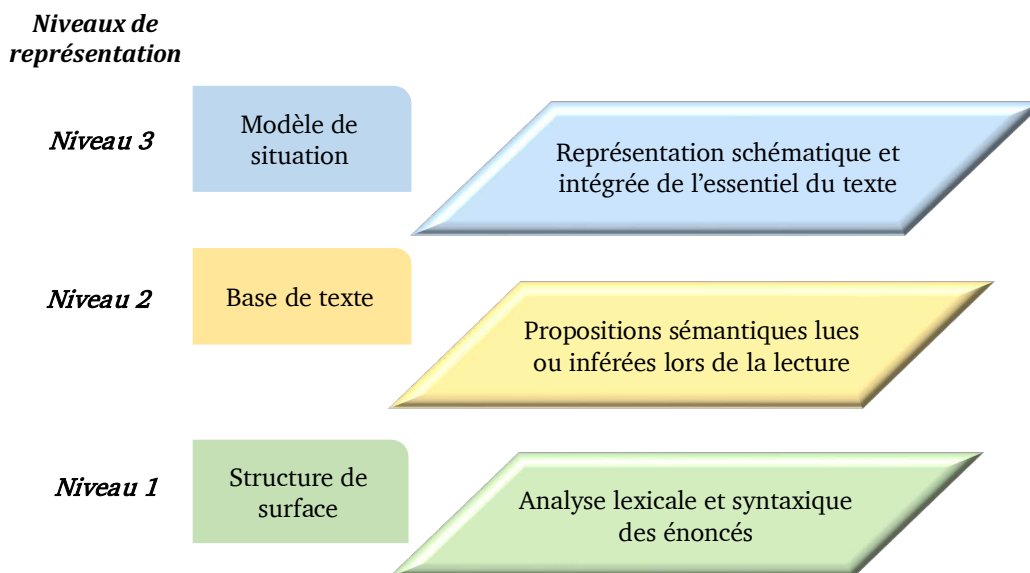 Niveaux de
représentation
Niveau 3
Modèle de
situation
Représentation schématique et
intégrée de l’essentiel du texte
Niveau 2
Base de texte
Propositions sémantiques lues
ou inférées lors de la lecture
Niveau 1
Structure de
surface
Analyse lexicale et syntaxique
des énoncés